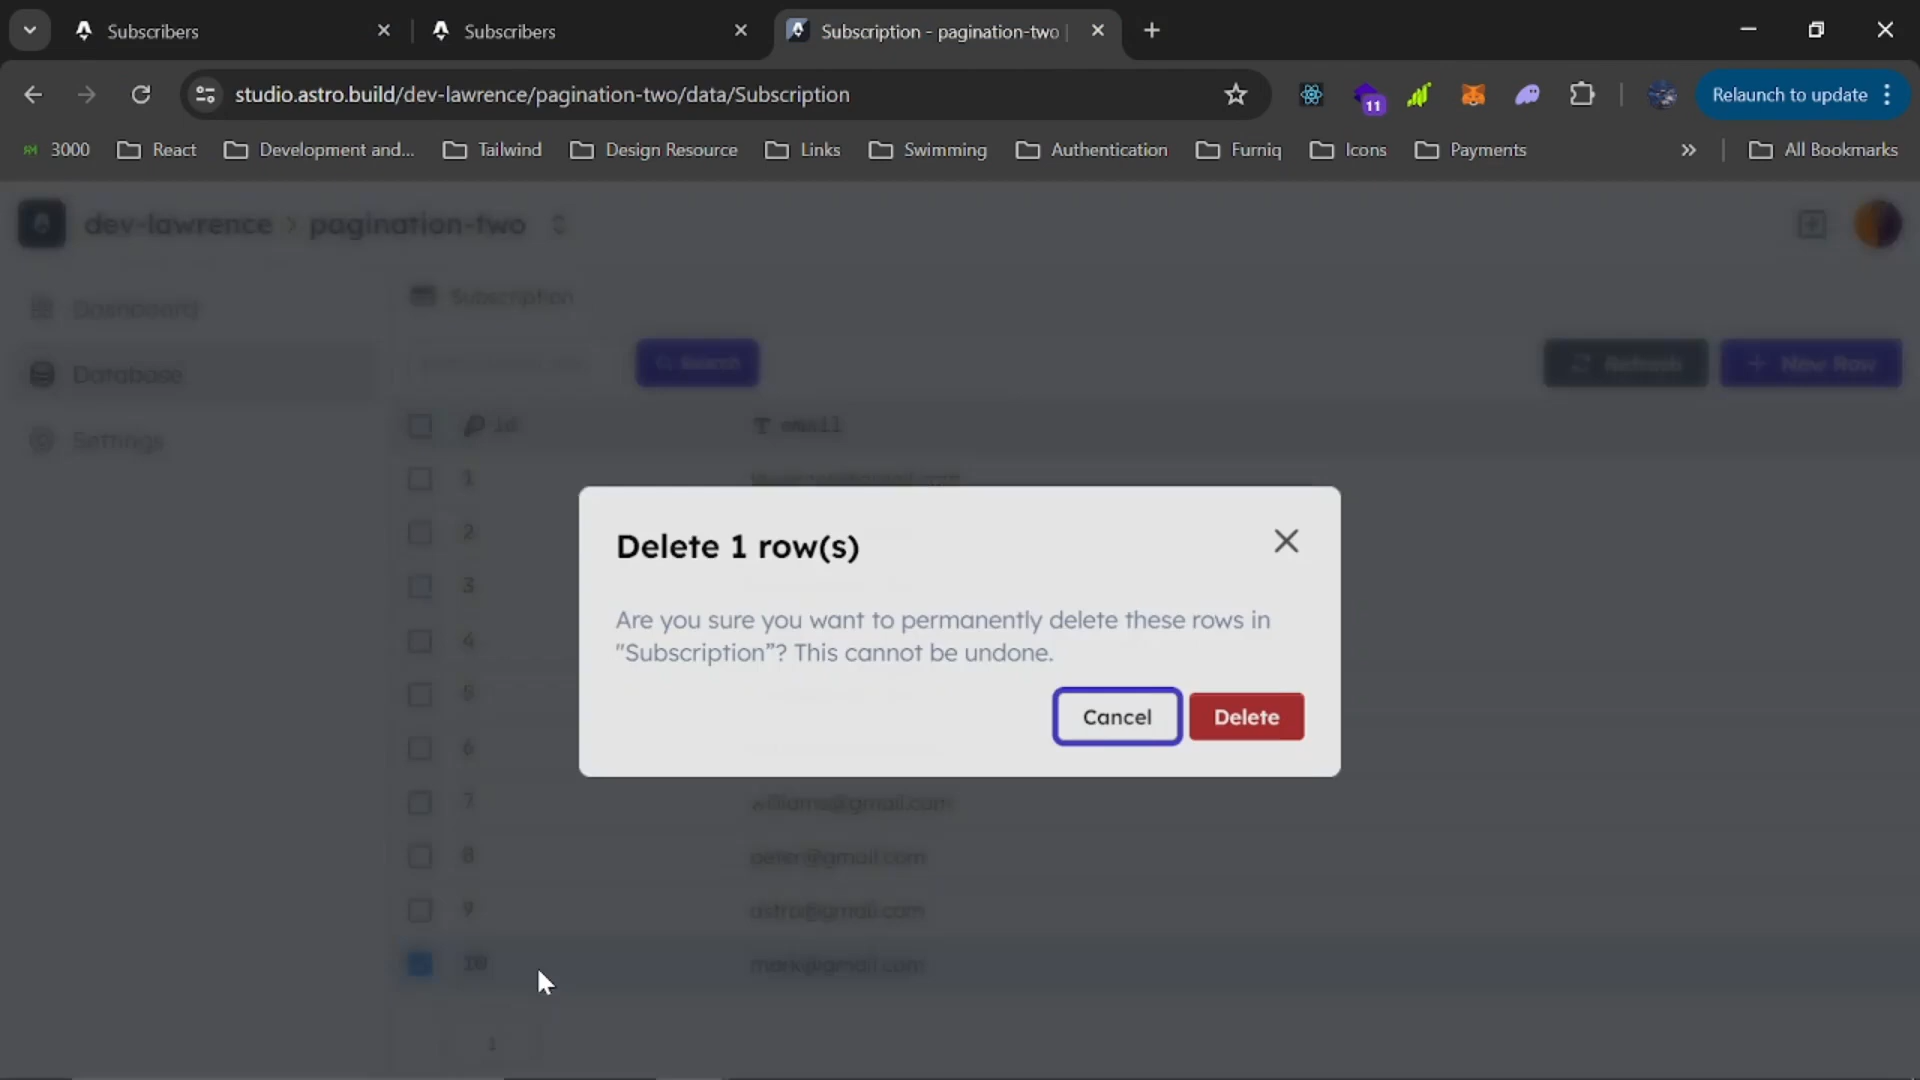 Subscribers
Subscribers
Subscription - pagination-two |
studio.astro.build/dev-lawrence/pagination-two/data/Subscription
11
Relaunch to update
3000
React
Development and...
Tailwind
Design Resource
Links
Swimming
Authentication
Furniq
Icons
Payments
»
All Bookmarks
dev-lawrence > pagination-two
Dashboard
Database
Settings
Subscription
Search
Refresh
+ New Row
id
email
1
2
3
4
5
6
7
williams@gmail.com
8
peter@gmail.com
9
astro@gmail.com
10
mark@gmail.com
1
Delete 1 row(s)
Are you sure you want to permanently delete these rows in
"Subscription”? This cannot be undone.
Cancel
Delete